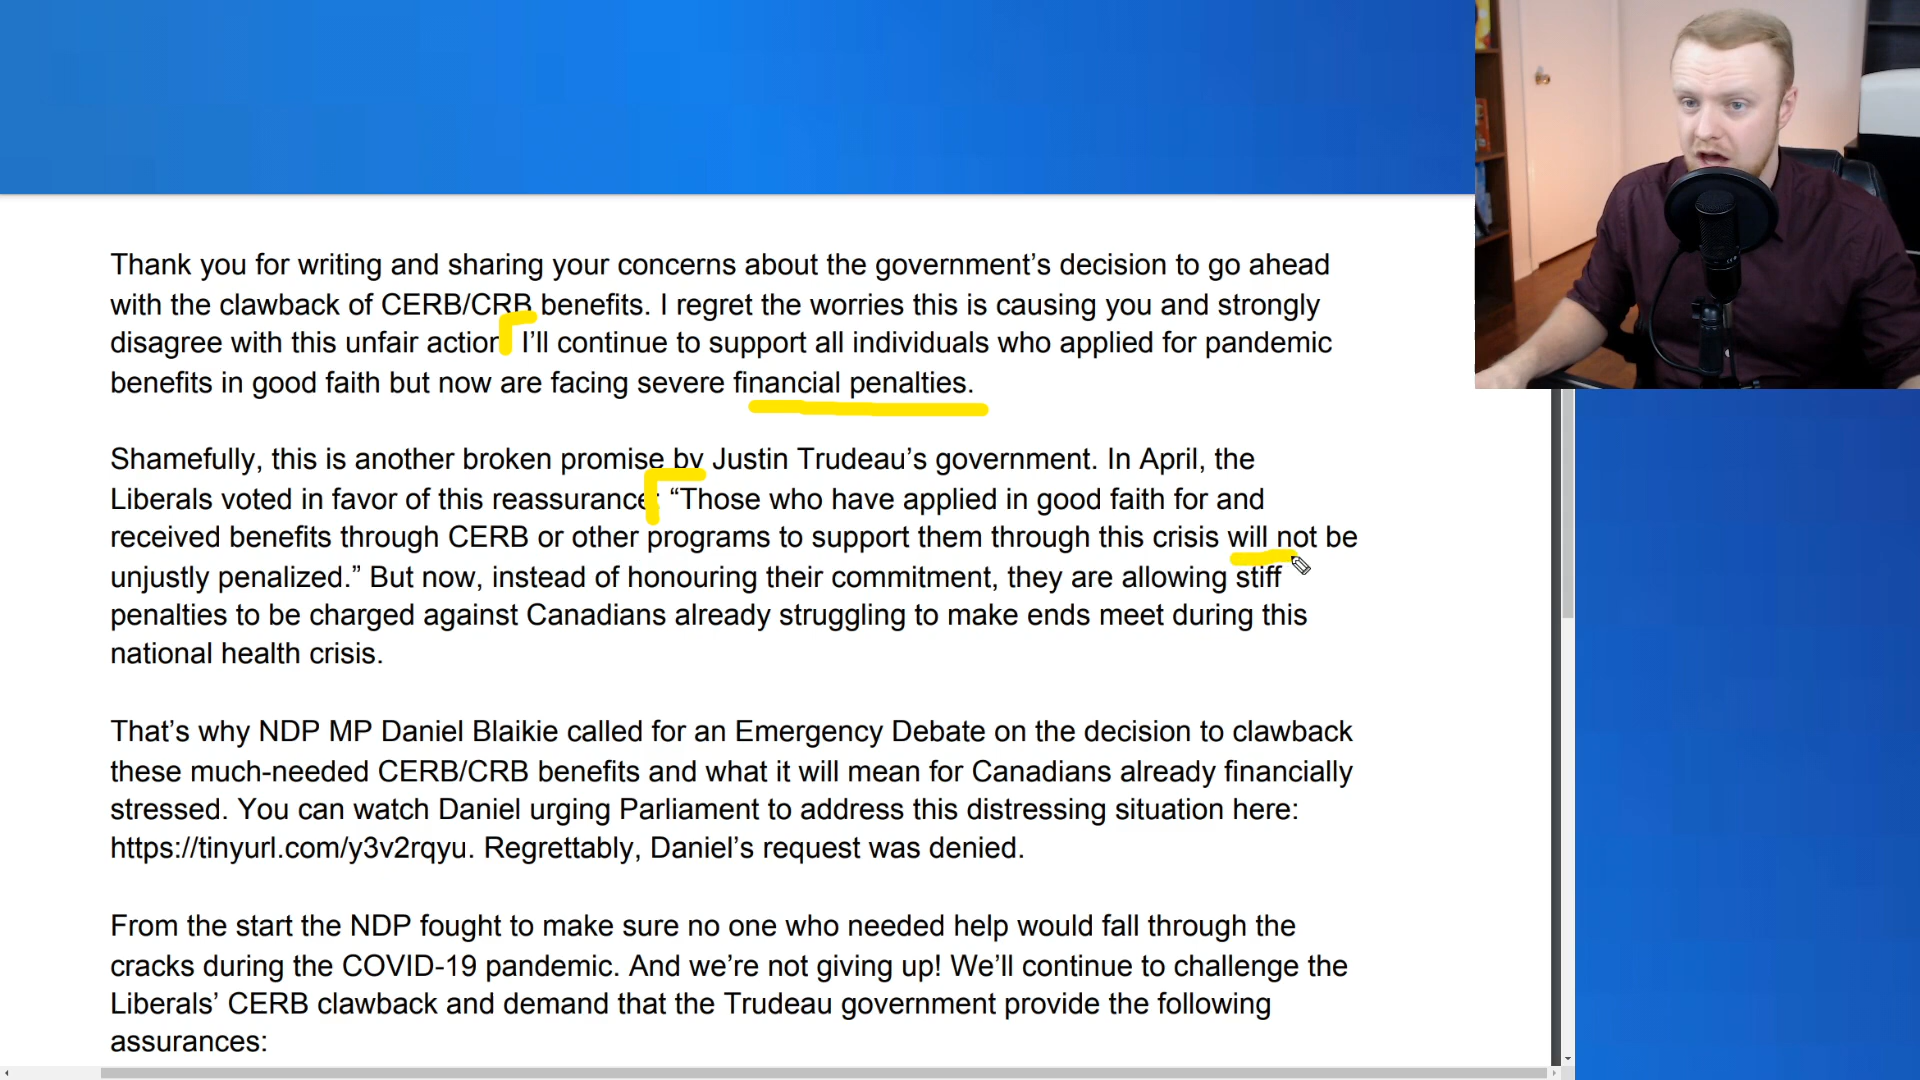 Thank you for writing and sharing your concerns about the government’s decision to go ahead
with the clawback of CERB/CRB benefits. I regret the worries this is causing you and strongly
disagree with this unfair action I’ll continue to support all individuals who applied for pandemic
benefits in good faith but now are facing severe financial penalties.
Shamefully, this is another broken promise by Justin Trudeau’s government. In April, the
Liberals voted in favor of this reassurance: “Those who have applied in good faith for and
received benefits through CERB or other programs to support them through this crisis will not be
unjustly penalized.” But now, instead of honouring their commitment, they are allowing stiff
penalties to be charged against Canadians already struggling to make ends meet during this
national health crisis.
That’s why NDP MP Daniel Blaikie called for an Emergency Debate on the decision to clawback
these much-needed CERB/CRB benefits and what it will mean for Canadians already financially
stressed. You can watch Daniel urging Parliament to address this distressing situation here:
https://tinyurl.com/y3v2rqyu. Regrettably, Daniel’s request was denied.
From the start the NDP fought to make sure no one who needed help would fall through the
cracks during the COVID-19 pandemic. And we’re not giving up! We’ll continue to challenge the
Liberals’ CERB clawback and demand that the Trudeau government provide the following
assurances: